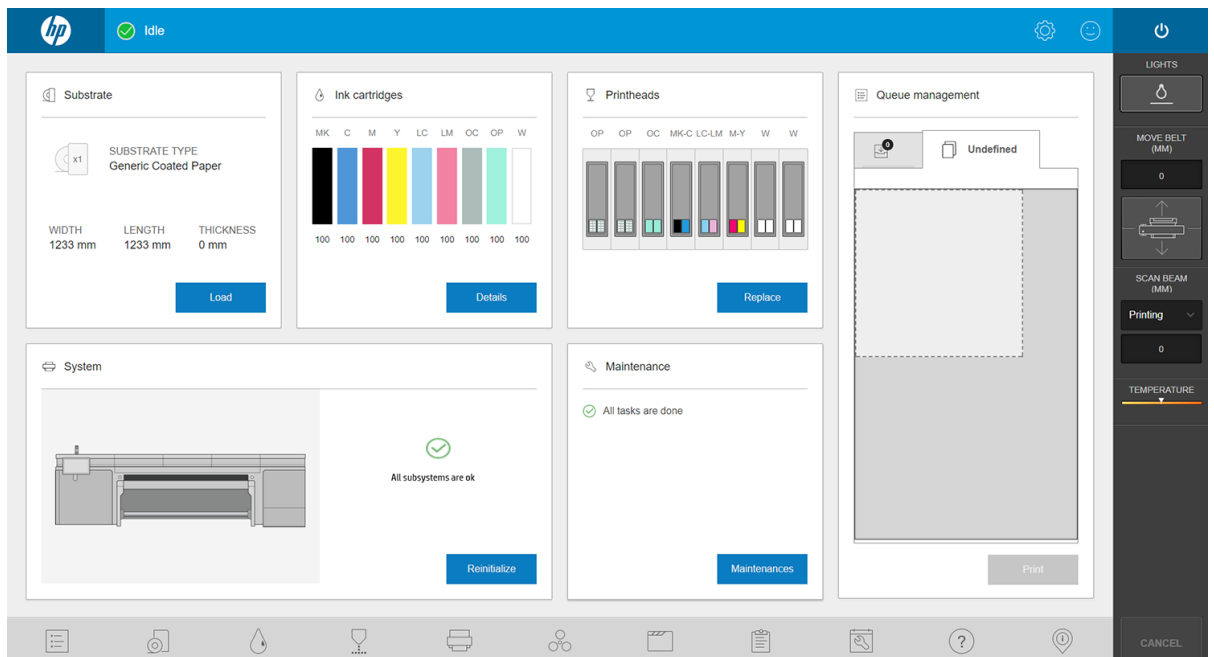 hp
Idle
Substrate
x1
SUBSTRATE TYPE
Generic Coated Paper
WIDTH LENGTH THICKNESS
1233 mm 1233 mm 0 mm
Load
Ink cartridges
MK C M Y LC LM OC OP W
100 100 100 100 100 100 100 100 100
Details
Printheads
OP OP OC MK-C LC-LM M-Y W W
Replace
Queue management
0
Undefined
Print
System
All subsystems are ok
Reinitialize
Maintenance
All tasks are done
Maintenances
LIGHTS
MOVE BELT
(MM)
0
SCAN BEAM
(MM)
Printing
0
TEMPERATURE
CANCEL
?